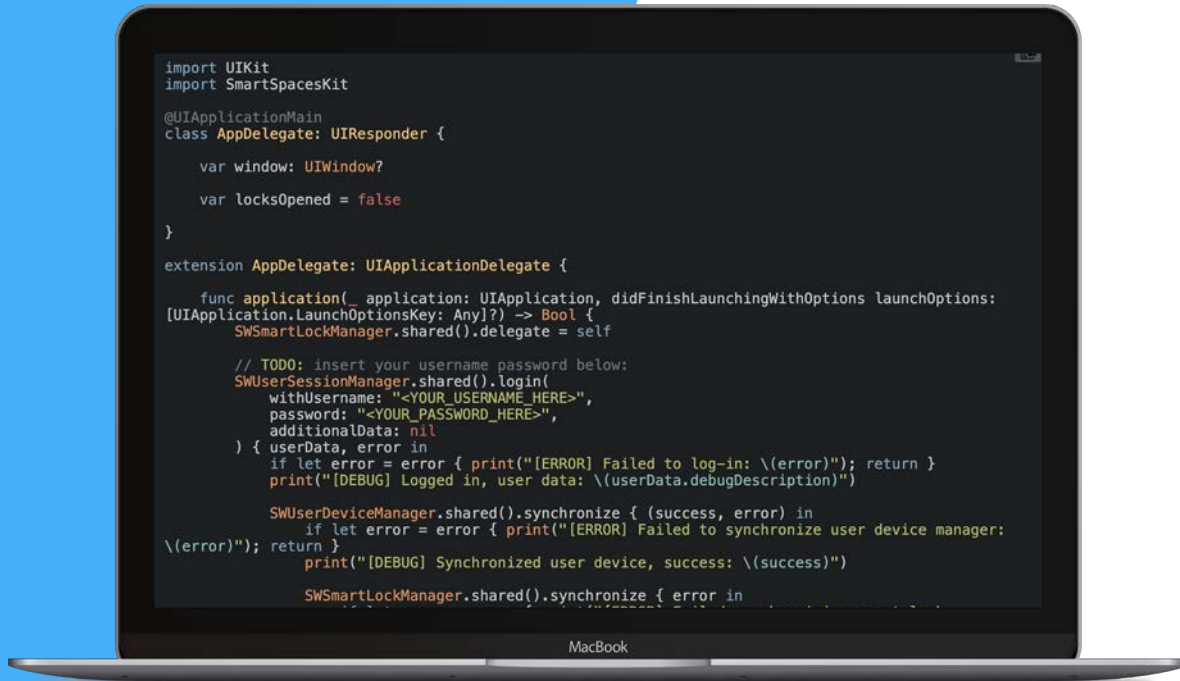 import UIKit
import SmartSpacesKit
@UIApplicationMain
class AppDelegate: UIResponder {
var window: UIWindow?
var locksOpened = false
}
extension AppDelegate: UIApplicationDelegate {
func application(_ application: UIApplication, didFinishLaunchingWithOptions launchOptions:
[UIApplication.LaunchOptionsKey: Any]?) -> Bool {
SWSmartLockManager.shared().delegate = self
// TODO: insert your username password below:
SWUserSessionManager.shared().login(
withUsername: "<YOUR_USERNAME_HERE>",
password: "<YOUR_PASSWORD_HERE>",
additionalData: nil
) { userData, error in
if let error = error { print("[ERROR] Failed to log-in: \(error)"); return }
print("[DEBUG] Logged in, user data: \(userData.debugDescription)")
SWUserDeviceManager.shared().synchronize { (success, error) in
if let error = error { print("[ERROR] Failed to synchronize user device manager:
\(error)"); return }
print("[DEBUG] Synchronized user device, success: \(success)")
SWSmartLockManager.shared().synchronize { error in
MacBook